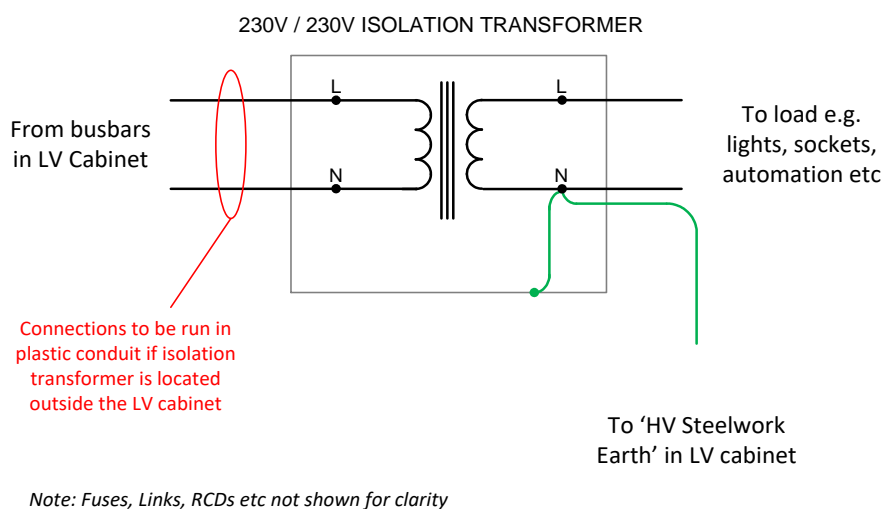 230V / 230V ISOLATION TRANSFORMER
L
L
From busbars
in LV Cabinet
To load e.g.
lights, sockets,
automation etc
N
N
Connections to be run in
plastic conduit if isolation
transformer is located
outside the LV cabinet
To ‘HV Steelwork
Earth’ in LV cabinet
Note: Fuses, Links, RCDs etc not shown for clarity